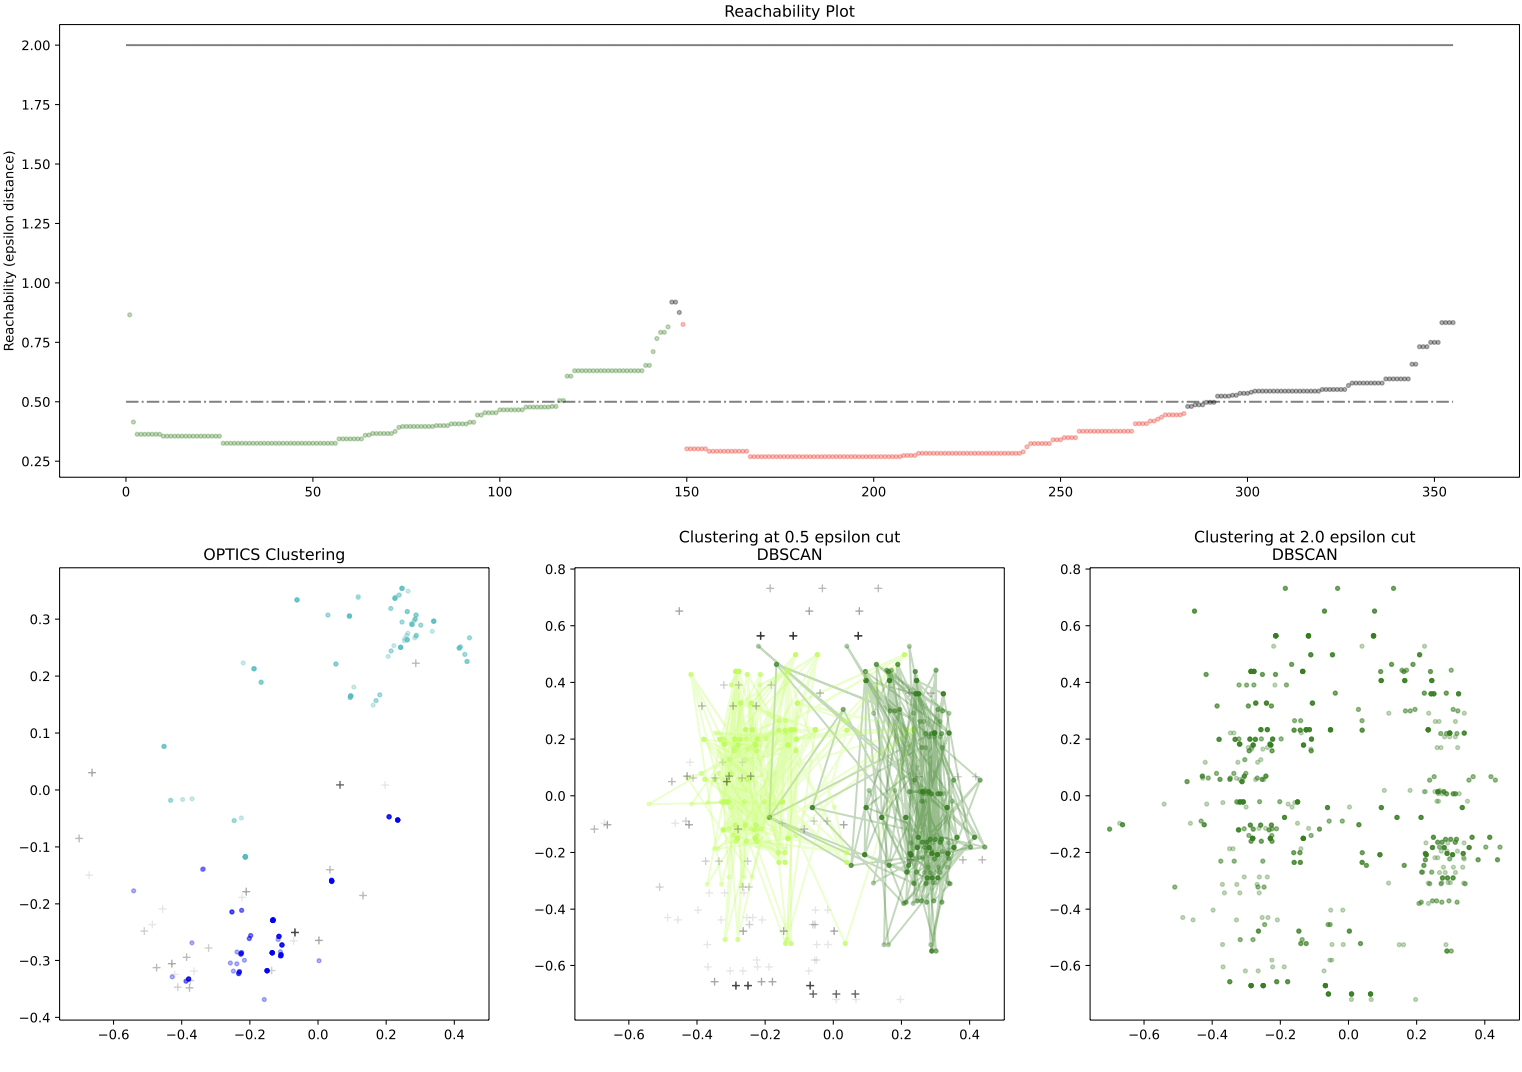 Reachability Plot
Reachability (epsilon distance)
2.00
1.75
1.50
1.25
1.00
0.75
0.50
0.25
0 50 100 150 200 250 300 350
OPTICS Clustering
0.3
0.2
0.1
0.0
−0.1
−0.2
−0.3
−0.4
−0.6 −0.4 −0.2 0.0 0.2 0.4
Clustering at 0.5 epsilon cut
DBSCAN
0.8
0.6
0.4
0.2
0.0
−0.2
−0.4
−0.6
−0.6 −0.4 −0.2 0.0 0.2 0.4
Clustering at 2.0 epsilon cut
DBSCAN
0.8
0.6
0.4
0.2
0.0
−0.2
−0.4
−0.6
−0.6 −0.4 −0.2 0.0 0.2 0.4